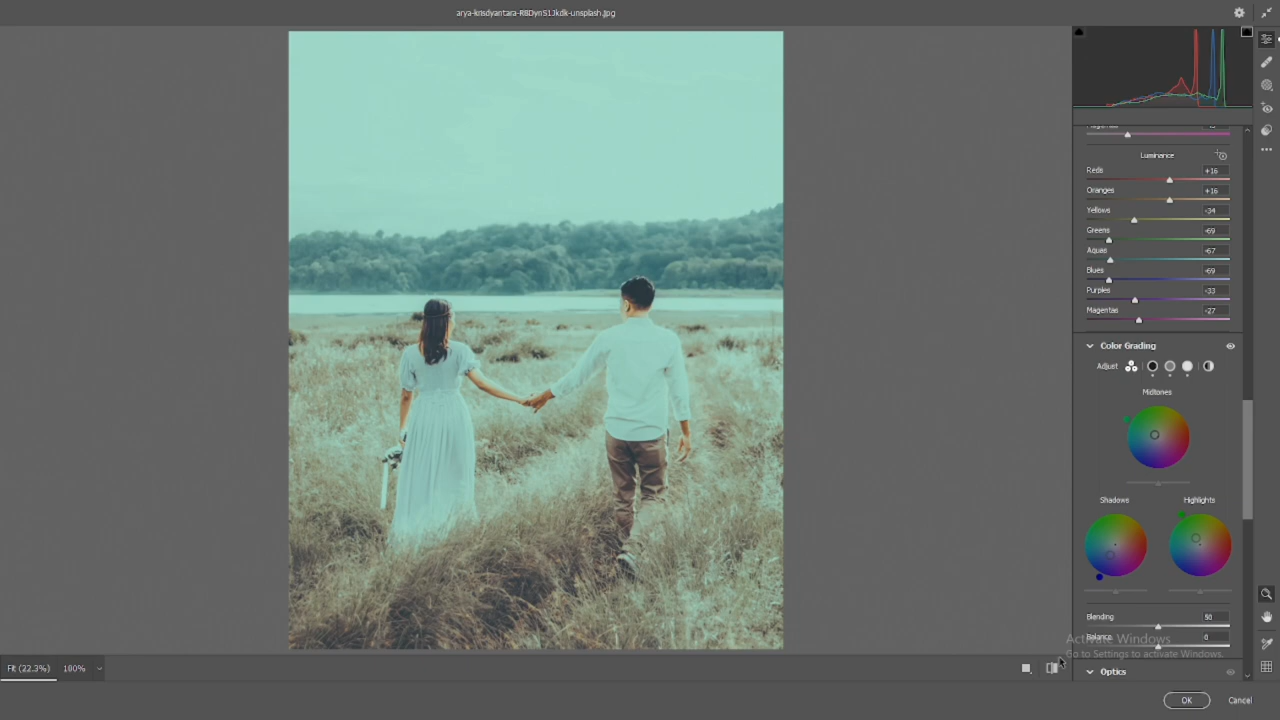 arya-krisdyantara-R8DynS1Jkdk-unsplash.jpg
Luminance
Reds +16
Oranges +16
Yellows -34
Greens -69
Aquas -67
Blues -69
Purples -33
Magentas -27
Color Grading
Adjust
Midtones
Shadows Highlights
Blending 50
Balance 0
Activate Windows
Go to Settings to activate Windows.
Optics
Fit (22.3%) 100%
OK Cancel